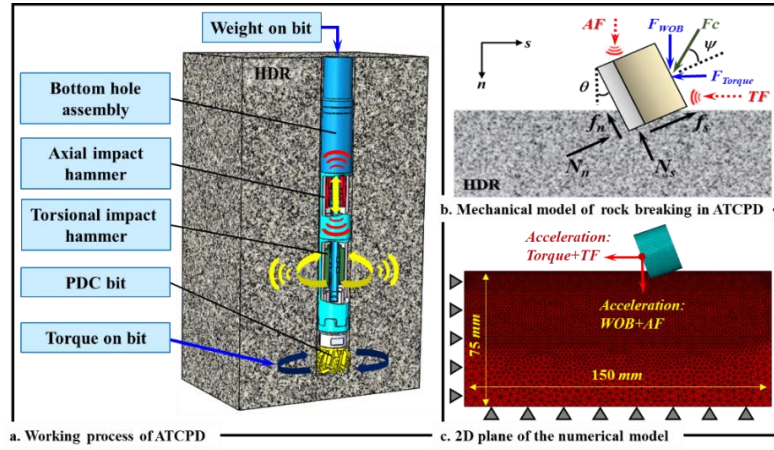 Weight on bit
HDR
Bottom hole
assembly
Axial impact
hammer
Torsional impact
hammer
PDC bit
Torque on bit
a. Working process of ATCPD
s
n
AF
F_WOB
Fc
ψ
F_Torque
θ
TF
f_n
f_s
N_n
N_s
HDR
b. Mechanical model of rock breaking in ATCPD
Acceleration:
Torque+TF
Acceleration:
WOB+AF
75 mm
150 mm
c. 2D plane of the numerical model